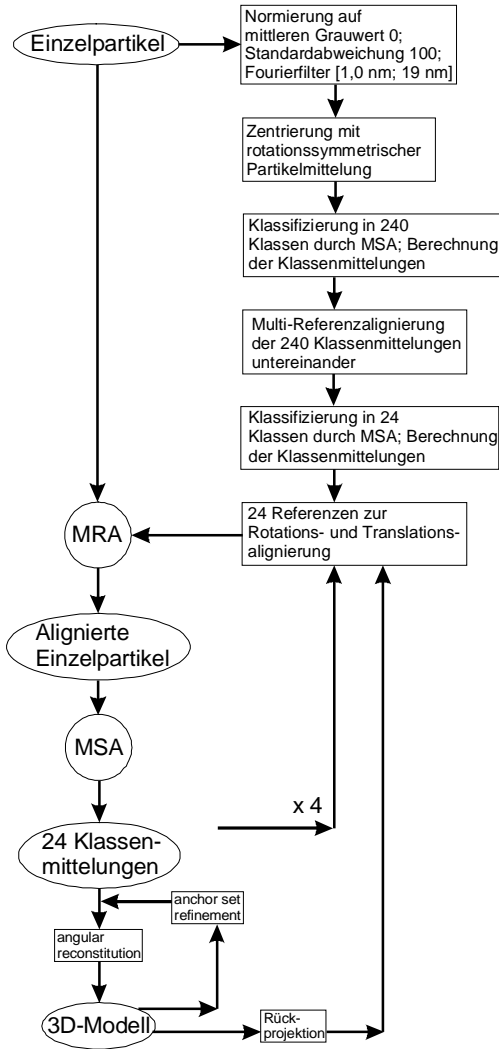 Einzelpartikel
Normierung auf
mittleren Grauwert 0;
Standardabweichung 100;
Fourierfilter [1,0 nm; 19 nm]
Zentrierung mit
rotationssymmetrischer
Partikelmittelung
Klassifizierung in 240
Klassen durch MSA; Berechnung
der Klassenmittelungen
Multi-Referenzalignierung
der 240 Klassenmittelungen
untereinander
Klassifizierung in 24
Klassen durch MSA; Berechnung
der Klassenmittelungen
24 Referenzen zur
Rotations- und Translations-
alignierung
MRA
Alignierte
Einzelpartikel
MSA
x 4
24 Klassen-
mittelungen
anchor set
refinement
angular
reconstitution
3D-Modell
Rück-
projektion